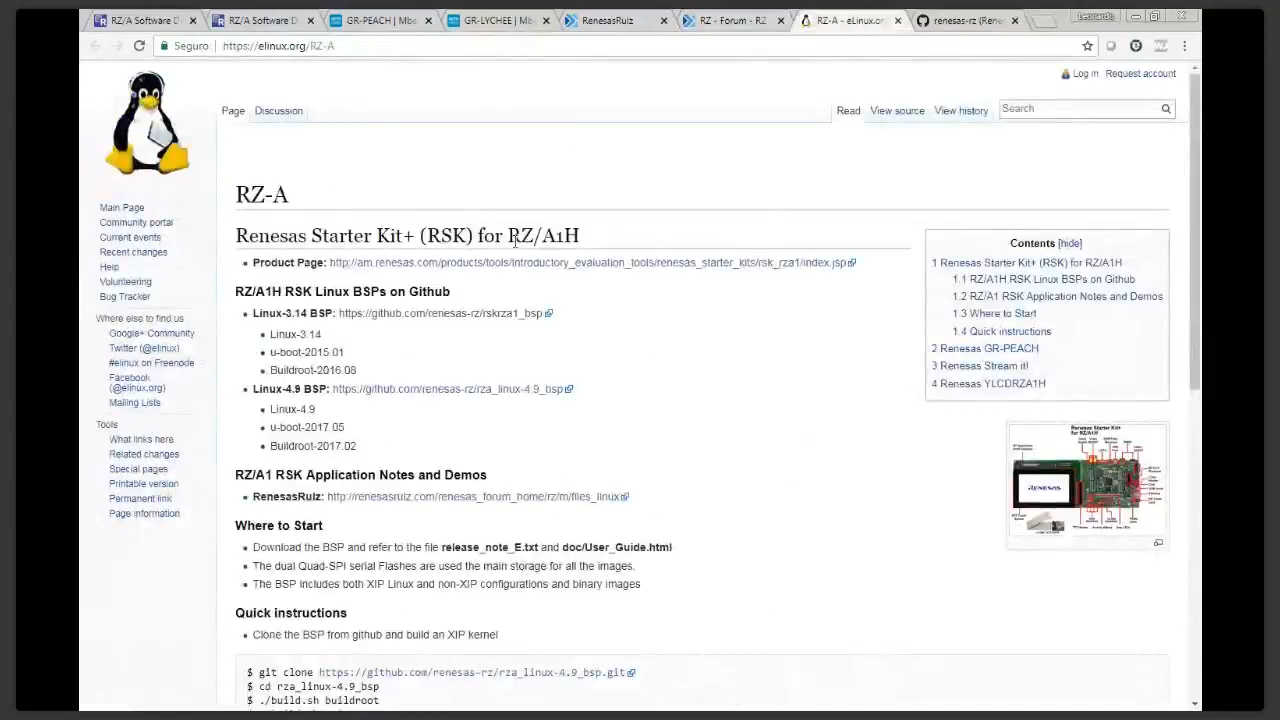 RZ/A Software D
RZ/A Software D
GR-PEACH | Mbe
GR-LYCHEE | Mbe
RenesasRulz
RZ - Forum - RZ
RZ-A - eLinux.or
renesas-rz (Rene
Leonardo
Seguro
https://elinux.org/RZ-A
Log in
Request account
Page
Discussion
Read
View source
View history
Search
Main Page
Community portal
Current events
Recent changes
Help
Volunteering
Bug Tracker
Where else to find us
Google+ Community
Twitter (@elinux)
#elinux on Freenode
Facebook
(@elinux.org)
Mailing Lists
Tools
What links here
Related changes
Special pages
Printable version
Permanent link
Page information
RZ-A
Renesas Starter Kit+ (RSK) for RZ/A1H
Product Page: http://am.renesas.com/products/tools/introductory_evaluation_tools/renesas_starter_kits/rsk_rza1/index.jsp
RZ/A1H RSK Linux BSPs on Github
Linux-3.14 BSP: https://github.com/renesas-rz/rskrza1_bsp
Linux-3.14
u-boot-2015.01
Buildroot-2016.08
Linux-4.9 BSP: https://github.com/renesas-rz/rza_linux-4.9_bsp
Linux-4.9
u-boot-2017.05
Buildroot-2017.02
RZ/A1 RSK Application Notes and Demos
RenesasRulz: http://renesasrulz.com/renesas_forum_home/rz/m/files_linux
Where to Start
Download the BSP and refer to the file release_note_E.txt and doc/User_Guide.html
The dual Quad-SPI serial Flashes are used the main storage for all the images.
The BSP includes both XIP Linux and non-XIP configurations and binary images
Quick instructions
Clone the BSP from github and build an XIP kernel
$ git clone https://github.com/renesas-rz/rza_linux-4.9_bsp.git
$ cd rza_linux-4.9_bsp
$ ./build.sh buildroot
Contents [hide]
1 Renesas Starter Kit+ (RSK) for RZ/A1H
1.1 RZ/A1H RSK Linux BSPs on Github
1.2 RZ/A1 RSK Application Notes and Demos
1.3 Where to Start
1.4 Quick instructions
2 Renesas GR-PEACH
3 Renesas Stream it!
4 Renesas YLCDRZA1H
Renesas Starter Kit+
for RZ/A1H
RENESAS